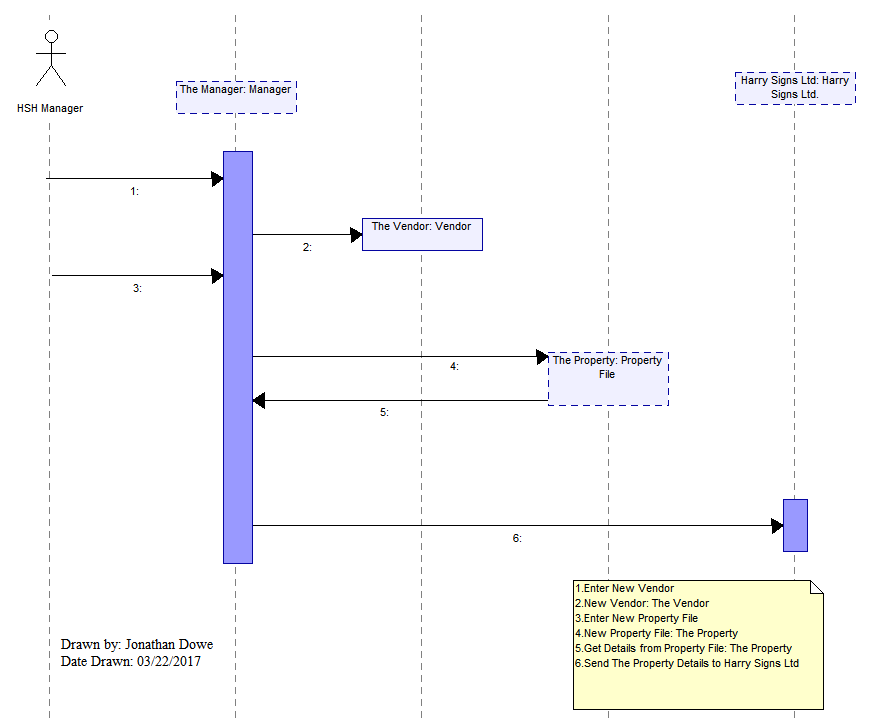 HSH Manager
The Manager: Manager
Harry Signs Ltd: Harry
Signs Ltd.
1:
The Vendor: Vendor
2:
3:
The Property: Property
File
4:
5:
6:
1.Enter New Vendor
2.New Vendor: The Vendor
3.Enter New Property File
4.New Property File: The Property
5.Get Details from Property File: The Property
6.Send The Property Details to Harry Signs Ltd
Drawn by: Jonathan Dowe
Date Drawn: 03/22/2017